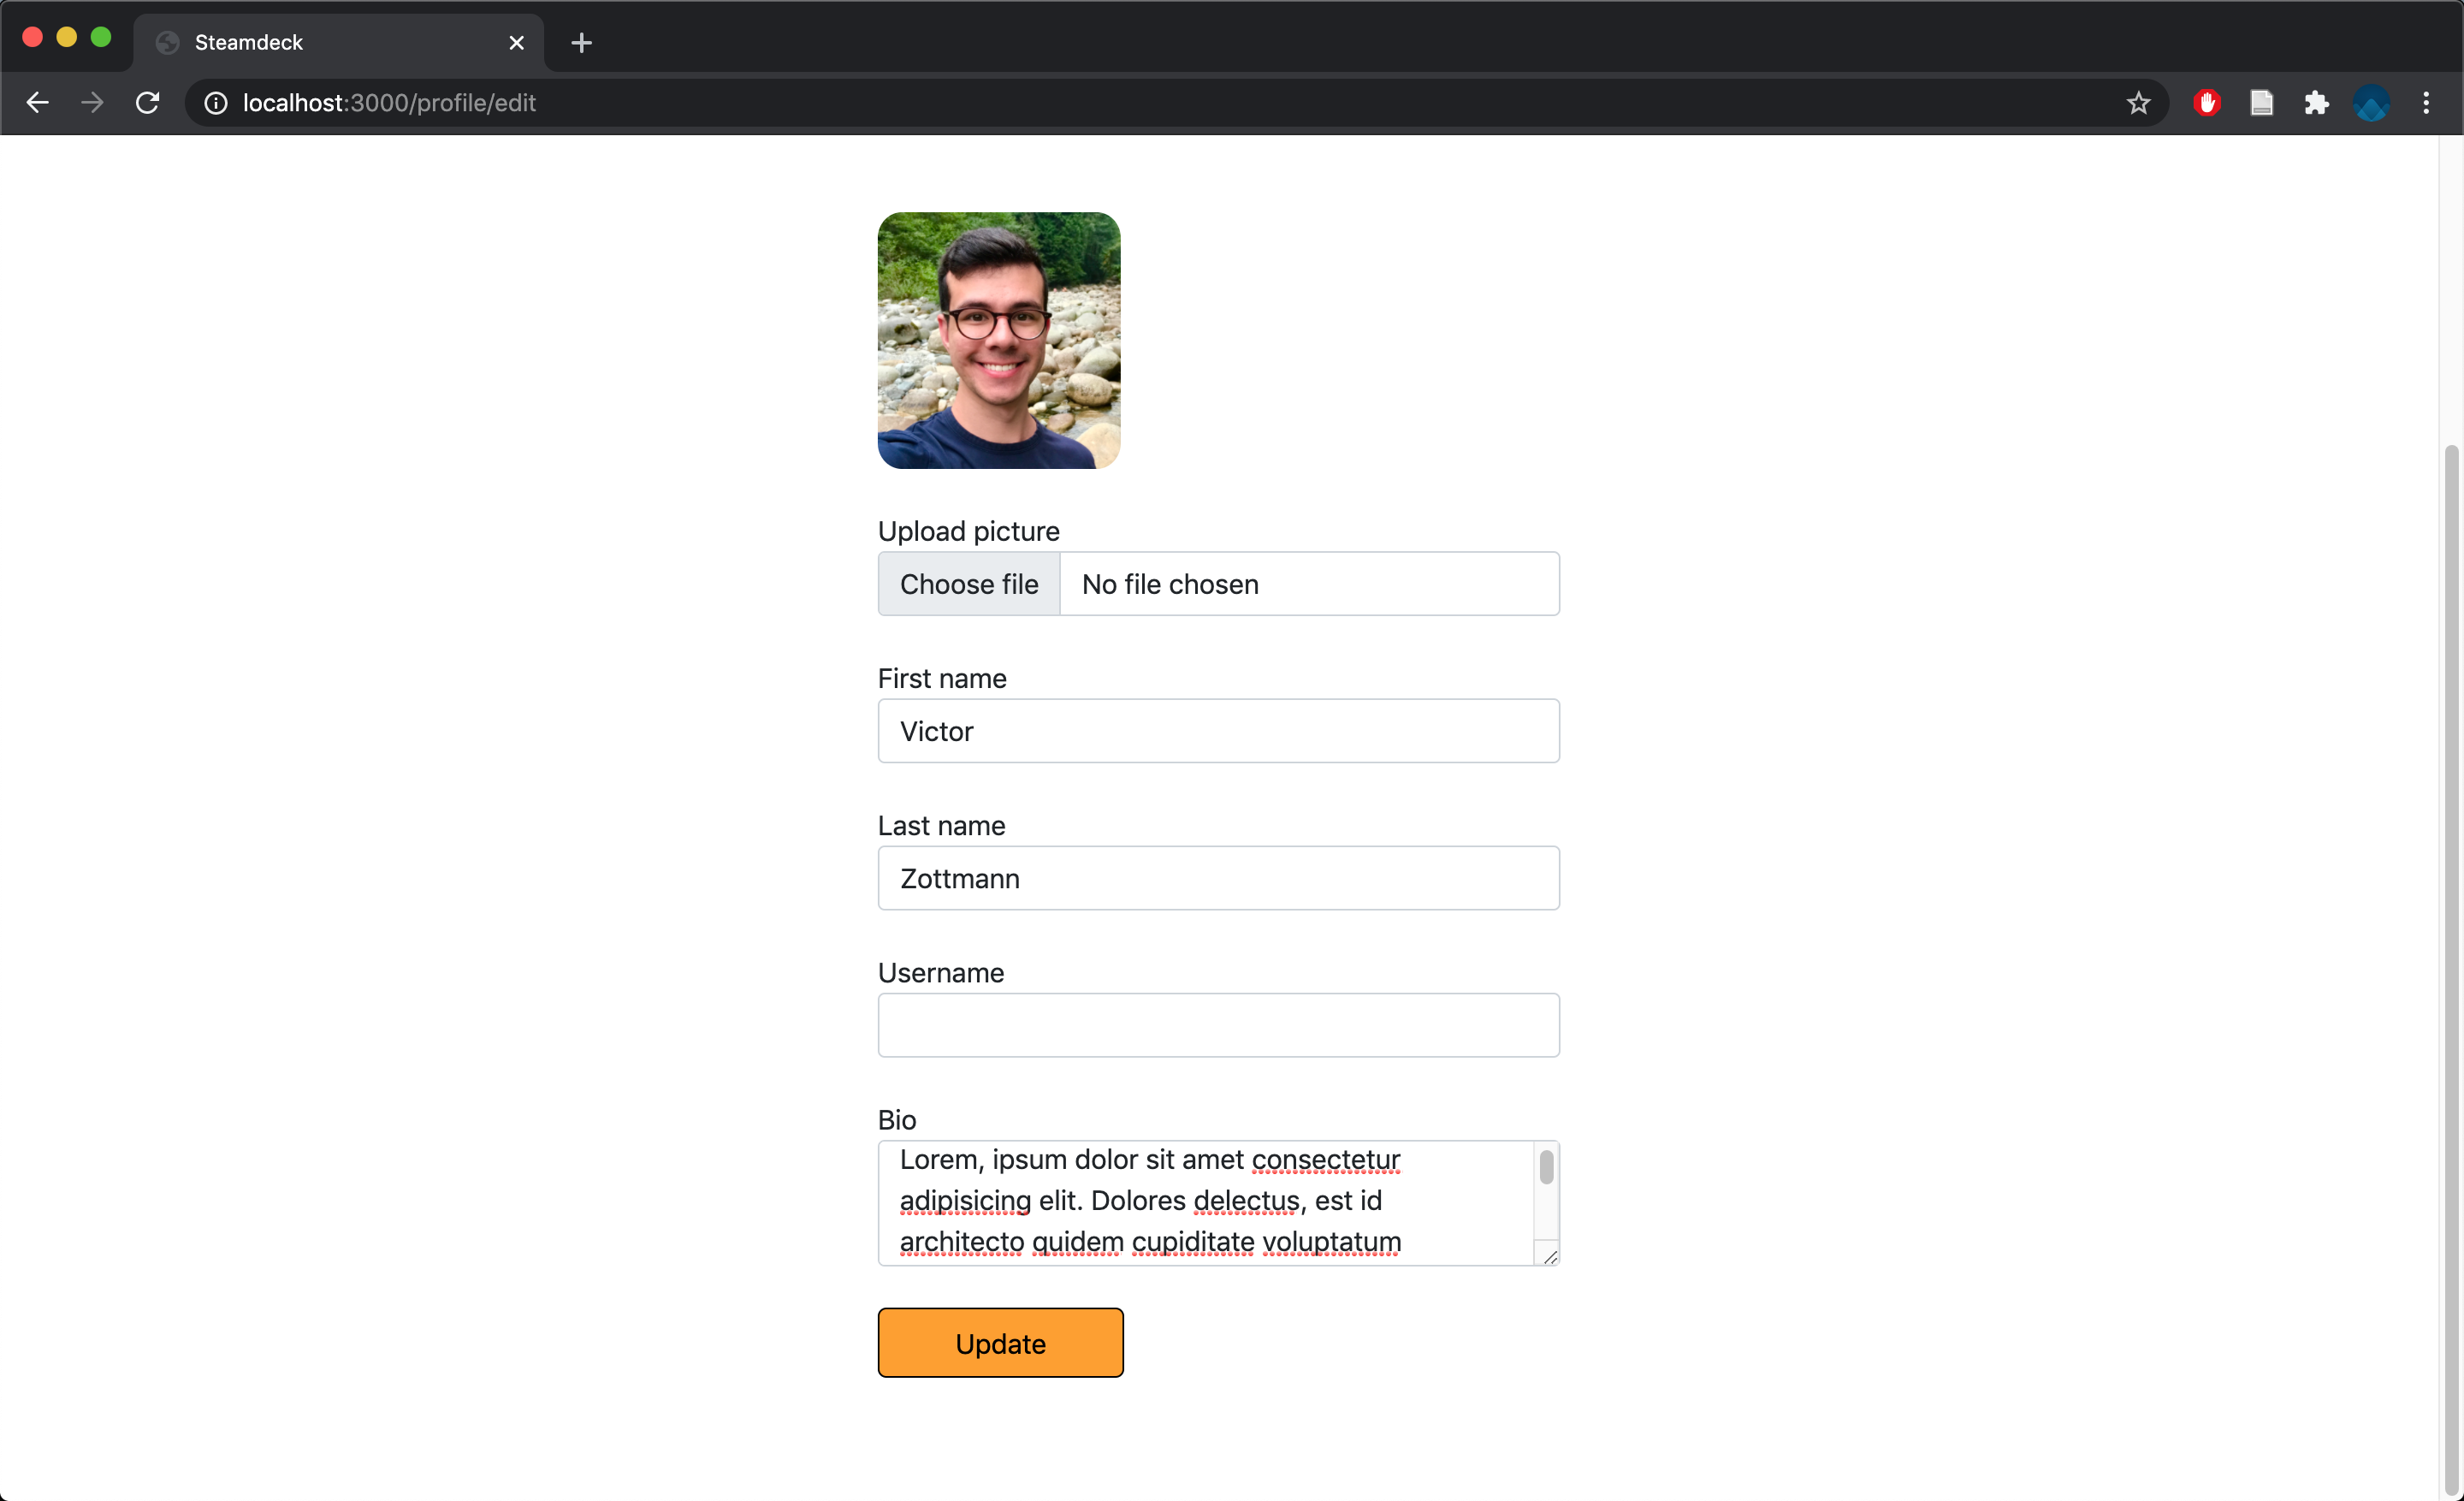 Steamdeck
localhost:3000/profile/edit
Upload picture
Choose file No file chosen
First name
Victor
Last name
Zottmann
Username
Bio
Lorem, ipsum dolor sit amet consectetur
adipisicing elit. Dolores delectus, est id
architecto quidem cupiditate voluptatum
Update